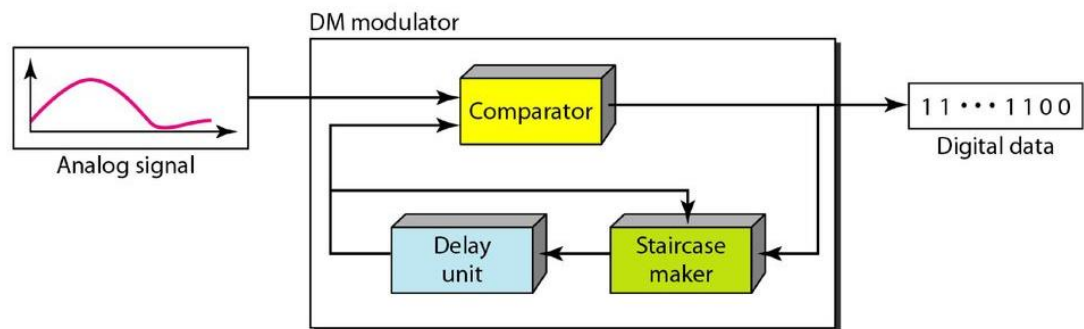 DM modulator
Analog signal
Comparator
1 1 • • • 1 1 0 0
Digital data
Delay
unit
Staircase
maker